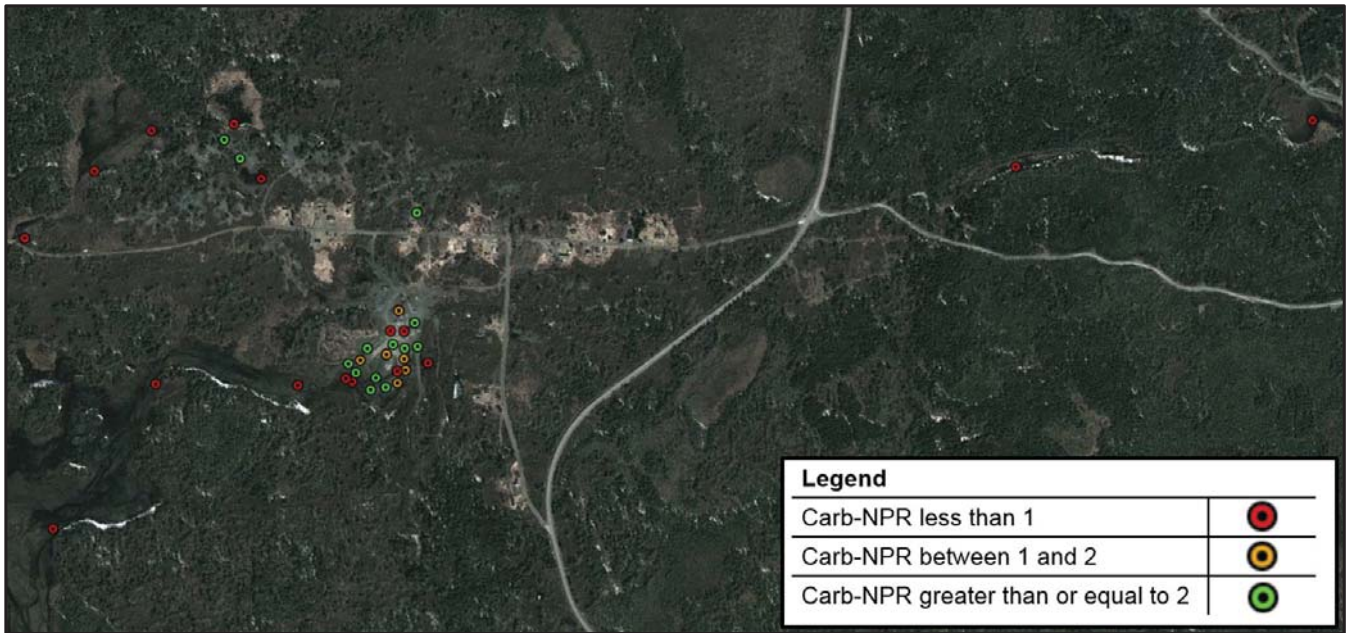 Legend
Carb-NPR less than 1
Carb-NPR between 1 and 2
Carb-NPR greater than or equal to 2